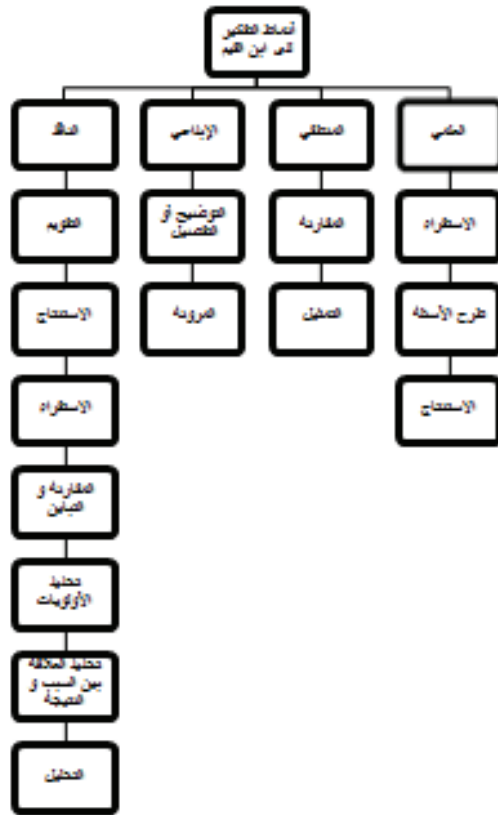 أنماط التفكير
لدى ابن القيم
العلمي
المنطقي
الإبداعي
الناقد
الاستقراء
المقارنة
التوضيح أو
التفصيل
التقويم
طرح الأسئلة
التمثيل
المرونة
الاستنتاج
الاستنتاج
الاستقراء
المقارنة و
التباين
تحديد
الأولويات
تحديد العلاقة
بين السبب و
النتيجة
التحليل